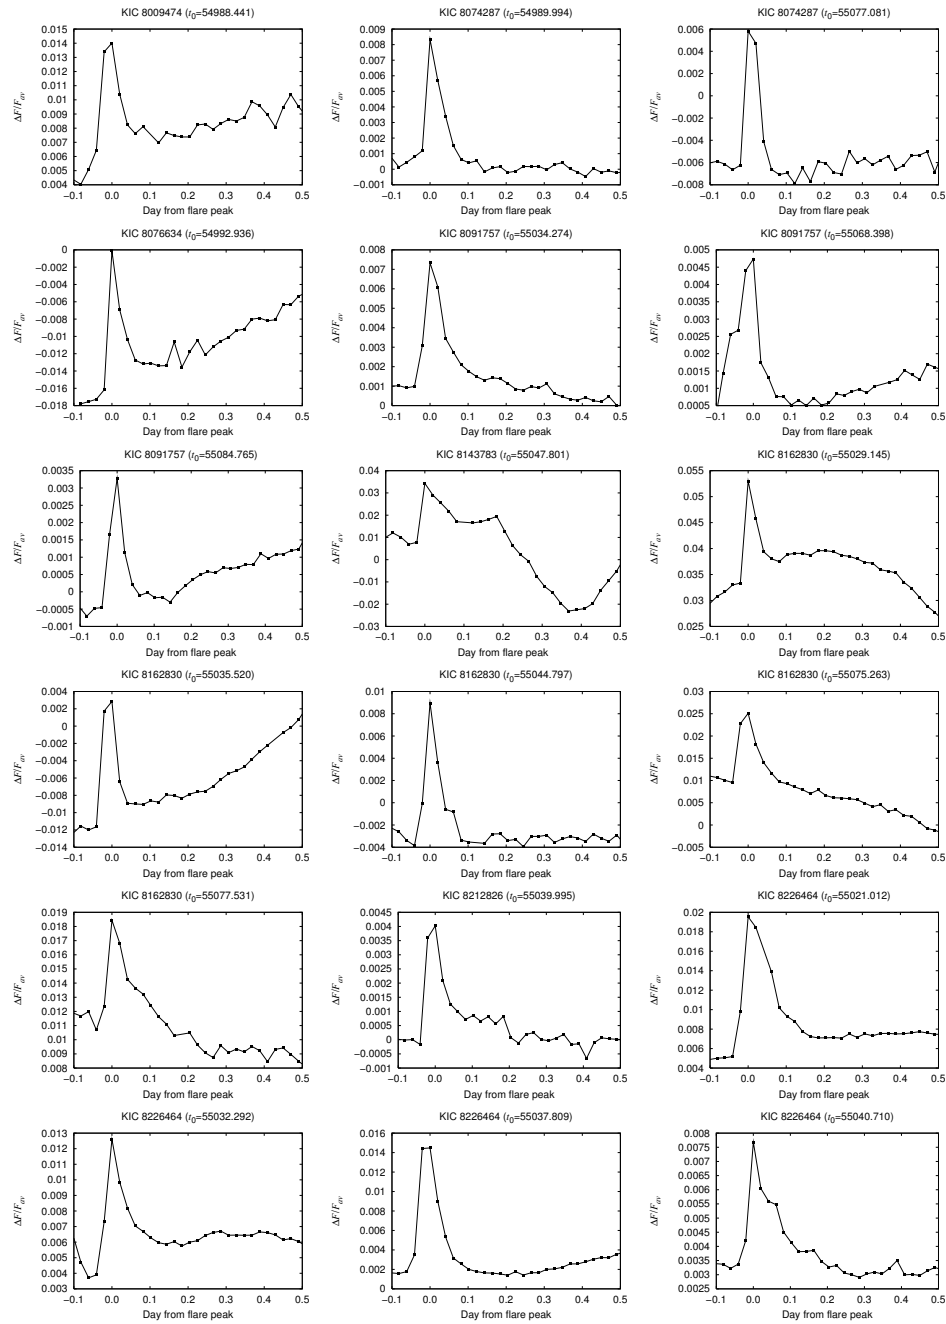 KIC 8009474 (t0=54988.441)
ΔF/Fav
0.015
0.014
0.013
0.012
0.011
0.01
0.009
0.008
0.007
0.006
0.005
0.004
−0.1 0.0 0.1 0.2 0.3 0.4 0.5
Day from flare peak
KIC 8074287 (t0=54989.994)
ΔF/Fav
0.009
0.008
0.007
0.006
0.005
0.004
0.003
0.002
0.001
0
−0.001
−0.1 0.0 0.1 0.2 0.3 0.4 0.5
Day from flare peak
KIC 8074287 (t0=55077.081)
ΔF/Fav
0.006
0.004
0.002
0
−0.002
−0.004
−0.006
−0.008
−0.1 0.0 0.1 0.2 0.3 0.4 0.5
Day from flare peak
KIC 8076634 (t0=54992.936)
ΔF/Fav
0
−0.002
−0.004
−0.006
−0.008
−0.01
−0.012
−0.014
−0.016
−0.018
−0.1 0.0 0.1 0.2 0.3 0.4 0.5
Day from flare peak
KIC 8091757 (t0=55034.274)
ΔF/Fav
0.008
0.007
0.006
0.005
0.004
0.003
0.002
0.001
0
−0.1 0.0 0.1 0.2 0.3 0.4 0.5
Day from flare peak
KIC 8091757 (t0=55068.398)
ΔF/Fav
0.005
0.0045
0.004
0.0035
0.003
0.0025
0.002
0.0015
0.001
0.0005
−0.1 0.0 0.1 0.2 0.3 0.4 0.5
Day from flare peak
KIC 8091757 (t0=55084.765)
ΔF/Fav
0.0035
0.003
0.0025
0.002
0.0015
0.001
0.0005
0
−0.0005
−0.001
−0.1 0.0 0.1 0.2 0.3 0.4 0.5
Day from flare peak
KIC 8143783 (t0=55047.801)
ΔF/Fav
0.04
0.03
0.02
0.01
0
−0.01
−0.02
−0.03
−0.1 0.0 0.1 0.2 0.3 0.4 0.5
Day from flare peak
KIC 8162830 (t0=55029.145)
ΔF/Fav
0.055
0.05
0.045
0.04
0.035
0.03
0.025
−0.1 0.0 0.1 0.2 0.3 0.4 0.5
Day from flare peak
KIC 8162830 (t0=55035.520)
ΔF/Fav
0.004
0.002
0
−0.002
−0.004
−0.006
−0.008
−0.01
−0.012
−0.014
−0.1 0.0 0.1 0.2 0.3 0.4 0.5
Day from flare peak
KIC 8162830 (t0=55044.797)
ΔF/Fav
0.01
0.008
0.006
0.004
0.002
0
−0.002
−0.004
−0.1 0.0 0.1 0.2 0.3 0.4 0.5
Day from flare peak
KIC 8162830 (t0=55075.263)
ΔF/Fav
0.03
0.025
0.02
0.015
0.01
0.005
0
−0.005
−0.1 0.0 0.1 0.2 0.3 0.4 0.5
Day from flare peak
KIC 8162830 (t0=55077.531)
ΔF/Fav
0.019
0.018
0.017
0.016
0.015
0.014
0.013
0.012
0.011
0.01
0.009
0.008
−0.1 0.0 0.1 0.2 0.3 0.4 0.5
Day from flare peak
KIC 8212826 (t0=55039.995)
ΔF/Fav
0.0045
0.004
0.0035
0.003
0.0025
0.002
0.0015
0.001
0.0005
0
−0.0005
−0.001
−0.1 0.0 0.1 0.2 0.3 0.4 0.5
Day from flare peak
KIC 8226464 (t0=55021.012)
ΔF/Fav
0.02
0.018
0.016
0.014
0.012
0.01
0.008
0.006
0.004
−0.1 0.0 0.1 0.2 0.3 0.4 0.5
Day from flare peak
KIC 8226464 (t0=55032.292)
ΔF/Fav
0.013
0.012
0.011
0.01
0.009
0.008
0.007
0.006
0.005
0.004
0.003
−0.1 0.0 0.1 0.2 0.3 0.4 0.5
Day from flare peak
KIC 8226464 (t0=55037.809)
ΔF/Fav
0.016
0.014
0.012
0.01
0.008
0.006
0.004
0.002
0
−0.1 0.0 0.1 0.2 0.3 0.4 0.5
Day from flare peak
KIC 8226464 (t0=55040.710)
ΔF/Fav
0.008
0.0075
0.007
0.0065
0.006
0.0055
0.005
0.0045
0.004
0.0035
0.003
0.0025
−0.1 0.0 0.1 0.2 0.3 0.4 0.5
Day from flare peak